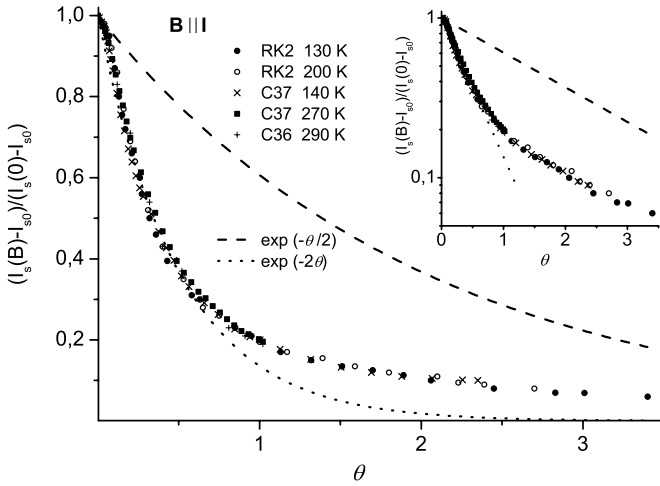 B || I
RK2 130 K
RK2 200 K
C37 140 K
C37 270 K
C36 290 K
exp (-θ/2)
exp (-2θ)
(I_s(B)-I_s0)/(I_s(0)-I_s0)
1,0
0,8
0,6
0,4
0,2
1
2
3
θ
(I_s(B)-I_s0)/(I_s(0)-I_s0)
1
0,1
0
1
2
3
θ